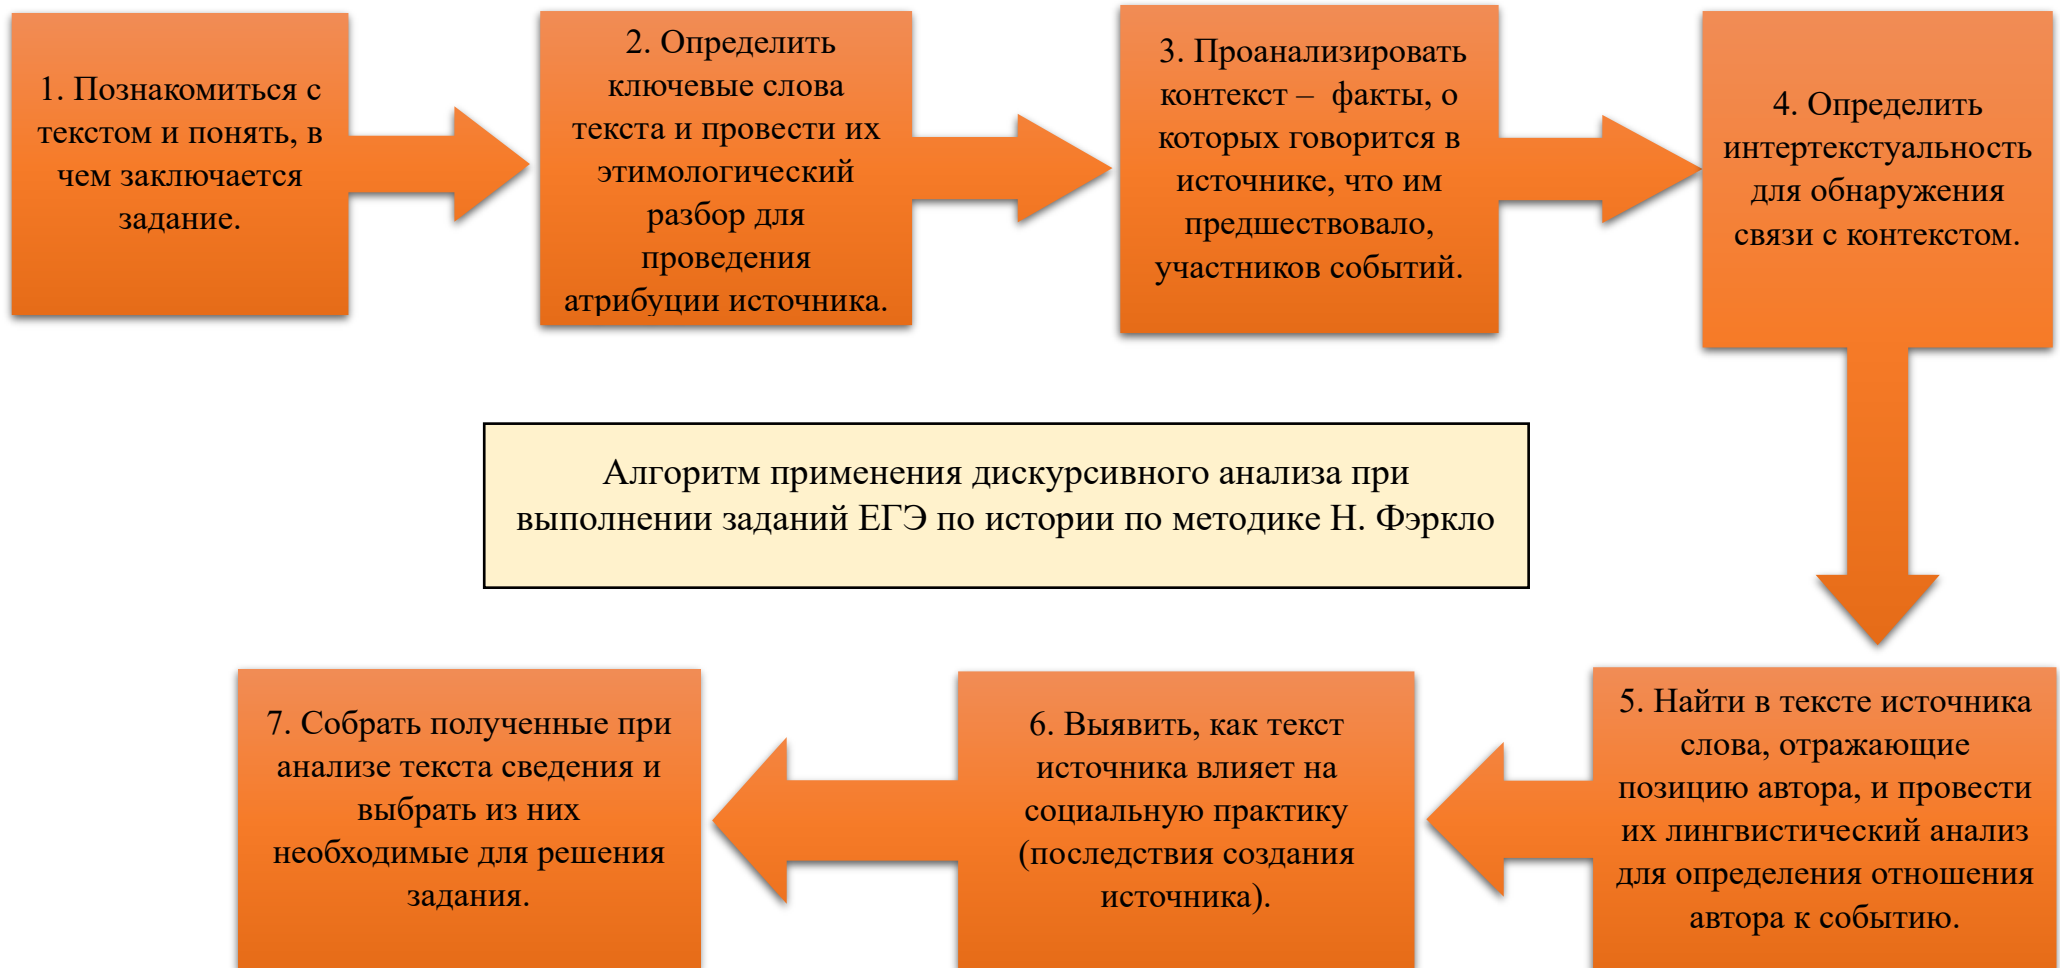 1. Познакомиться с
текстом и понять, в
чем заключается
задание.
2. Определить
ключевые слова
текста и провести их
этимологический
разбор для
проведения
атрибуции источника.
3. Проанализировать
контекст – факты, о
которых говорится в
источнике, что им
предшествовало,
участников событий.
4. Определить
интертекстуальность
для обнаружения
связи с контекстом.
Алгоритм применения дискурсивного анализа при
выполнении заданий ЕГЭ по истории по методике Н. Фэркло
5. Найти в тексте источника
слова, отражающие
позицию автора, и провести
их лингвистический анализ
для определения отношения
автора к событию.
6. Выявить, как текст
источника влияет на
социальную практику
(последствия создания
источника).
7. Собрать полученные при
анализе текста сведения и
выбрать из них
необходимые для решения
задания.